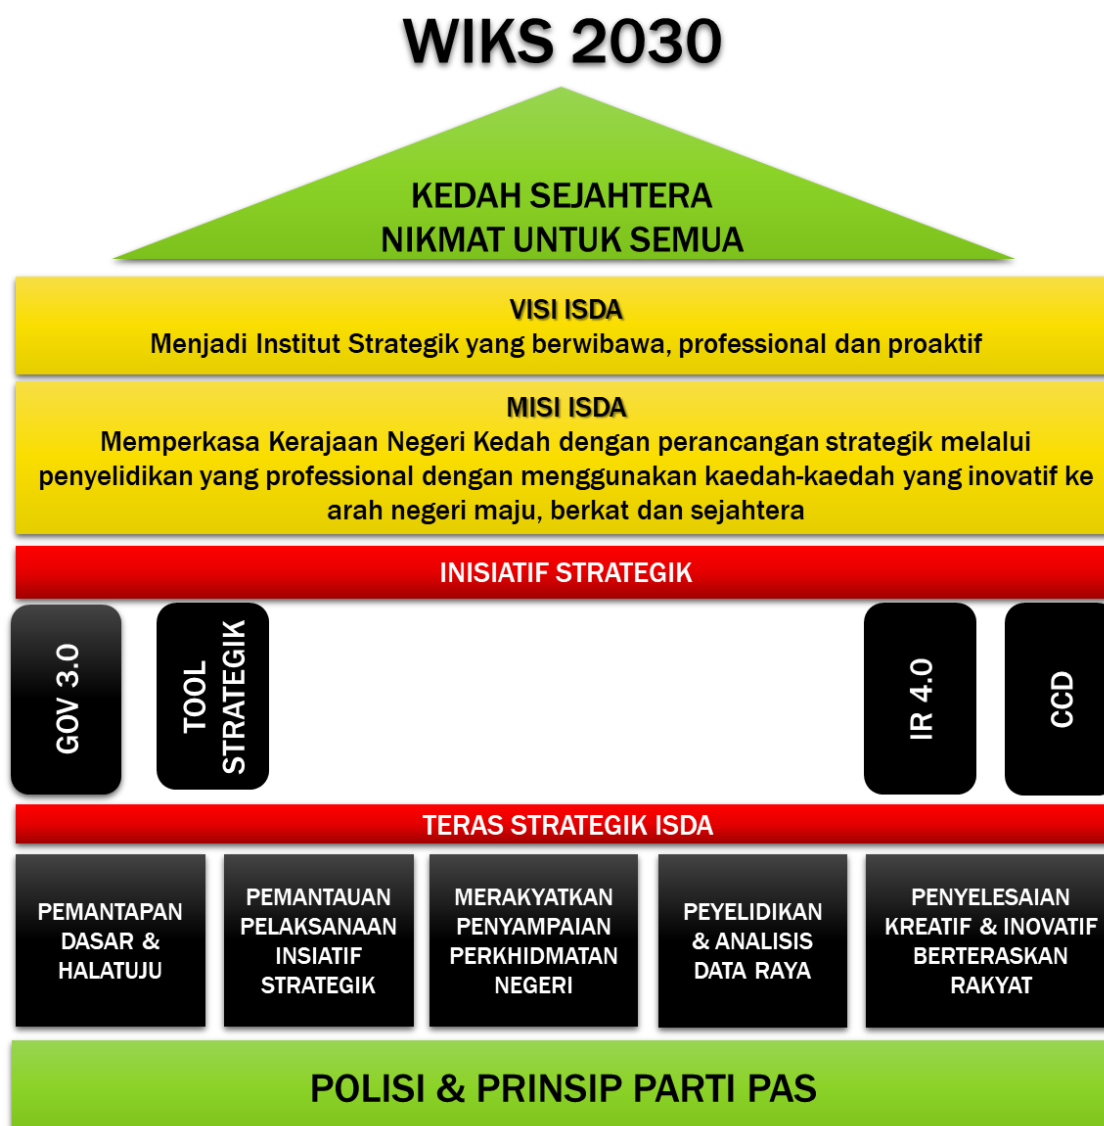 WIKS 2030
KEDAH SEJAHTERA
NIKMAT UNTUK SEMUA
VISI ISDA
Menjadi Institut Strategik yang berwibawa, professional dan proaktif
MISI ISDA
Memperkasa Kerajaan Negeri Kedah dengan perancangan strategik melalui
penyelidikan yang professional dengan menggunakan kaedah-kaedah yang inovatif ke
arah negeri maju, berkat dan sejahtera
INISIATIF STRATEGIK
GOV 3.0
TOOL
STRATEGIK
IR 4.0
CCD
TERAS STRATEGIK ISDA
PEMANTAPAN
DASAR &
HALATUJU
PEMANTAUAN
PELAKSANAAN
INSIATIF
STRATEGIK
MERAKYATKAN
PENYAMPAIAN
PERKHIDMATAN
NEGERI
PEYELIDIKAN
& ANALISIS
DATA RAYA
PENYELESAIAN
KREATIF & INOVATIF
BERTERASKAN
RAKYAT
POLISI & PRINSIP PARTI PAS